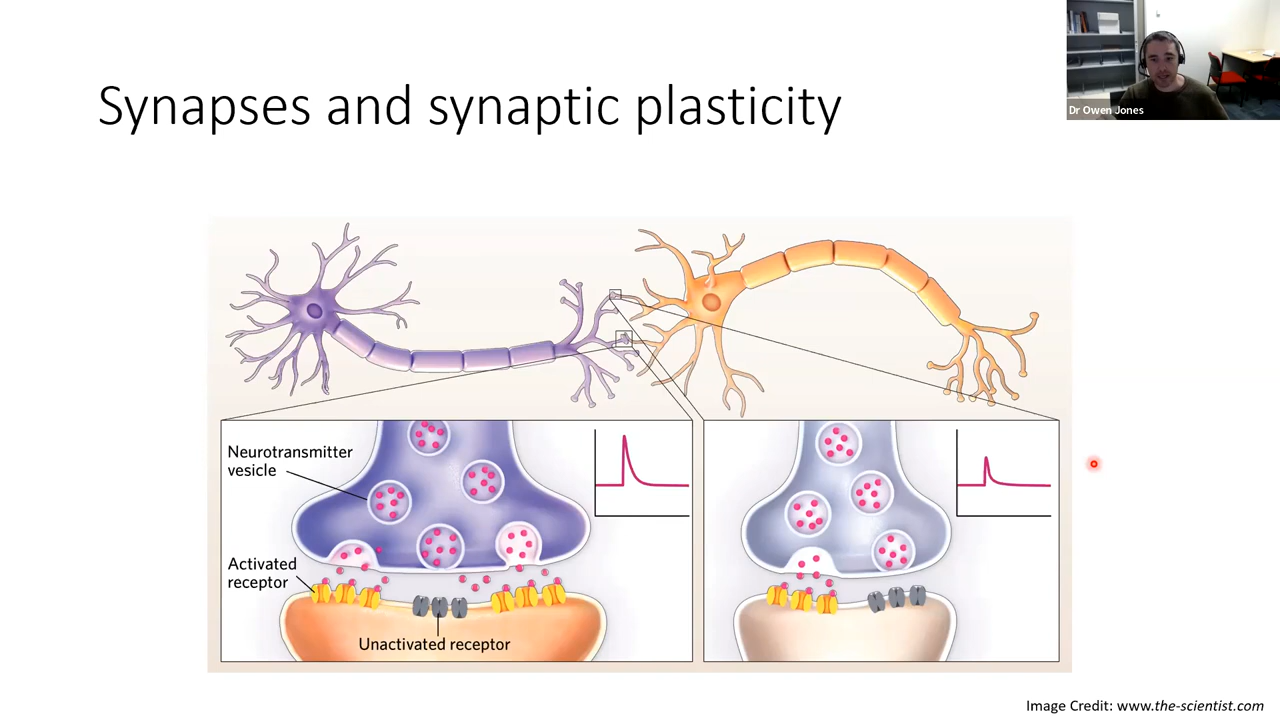 Synapses and synaptic plasticity
Dr Owen Jones
Neurotransmitter
vesicle
Activated
receptor
Unactivated receptor
Image Credit: www.the-scientist.com